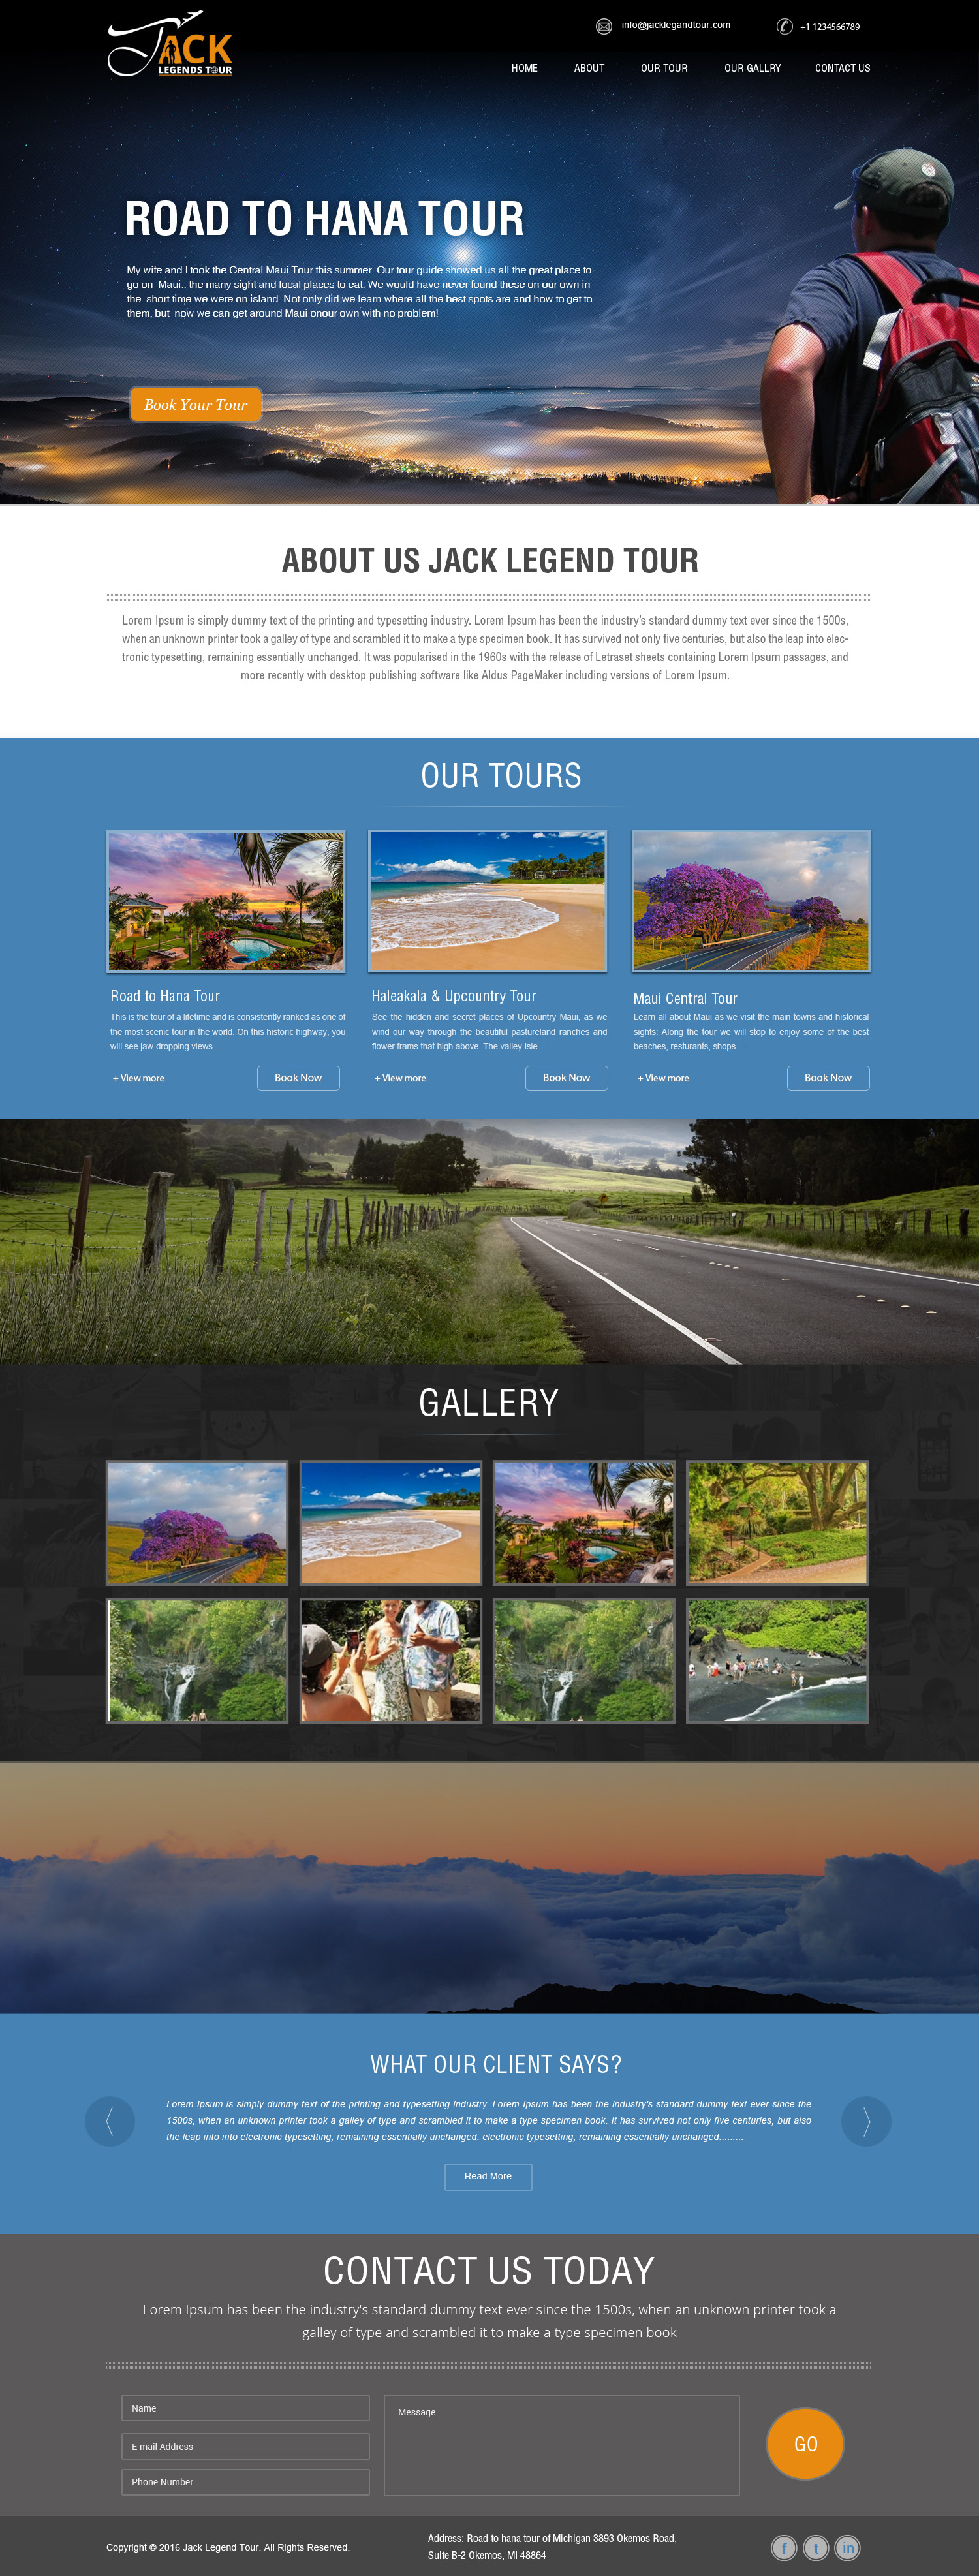 JACK
LEGENDS TOUR
info@jacklegandtour.com
+1 1234566789
HOME
ABOUT
OUR TOUR
OUR GALLRY
CONTACT US
ROAD TO HANA TOUR
My wife and I took the Central Maui Tour this summer. Our tour guide showed us all the great place to
go on Maui.. the many sight and local places to eat. We would have never found these on our own in
the short time we were on island. Not only did we learn where all the best spots are and how to get to
them, but now we can get around Maui onour own with no problem!
Book Your Tour
ABOUT US JACK LEGEND TOUR
Lorem Ipsum is simply dummy text of the printing and typesetting industry. Lorem Ipsum has been the industry's standard dummy text ever since the 1500s,
when an unknown printer took a galley of type and scrambled it to make a type specimen book. It has survived not only five centuries, but also the leap into elec-
tronic typesetting, remaining essentially unchanged. It was popularised in the 1960s with the release of Letraset sheets containing Lorem Ipsum passages, and
more recently with desktop publishing software like Aldus PageMaker including versions of Lorem Ipsum.
OUR TOURS
Road to Hana Tour
This is the tour of a lifetime and is consistently ranked as one of
the most scenic tour in the world. On this historic highway, you
will see jaw-dropping views...
+ View more
Book Now
Haleakala & Upcountry Tour
See the hidden and secret places of Upcountry Maui, as we
wind our way through the beautiful pastureland ranches and
flower frams that high above. The valley Isle....
+ View more
Book Now
Maui Central Tour
Learn all about Maui as we visit the main towns and historical
sights: Along the tour we will stop to enjoy some of the best
beaches, resturants, shops...
+ View more
Book Now
GALLERY
WHAT OUR CLIENT SAYS?
Lorem Ipsum is simply dummy text of the printing and typesetting industry. Lorem Ipsum has been the industry's standard dummy text ever since the
1500s, when an unknown printer took a galley of type and scrambled it to make a type specimen book. It has survived not only five centuries, but also
the leap into into electronic typesetting, remaining essentially unchanged. electronic typesetting, remaining essentially unchanged.........
Read More
CONTACT US TODAY
Lorem Ipsum has been the industry's standard dummy text ever since the 1500s, when an unknown printer took a
galley of type and scrambled it to make a type specimen book
Name
E-mail Address
Phone Number
Message
GO
Copyright © 2016 Jack Legend Tour. All Rights Reserved.
Address: Road to hana tour of Michigan 3893 Okemos Road,
Suite B-2 Okemos, MI 48864
f
t
in